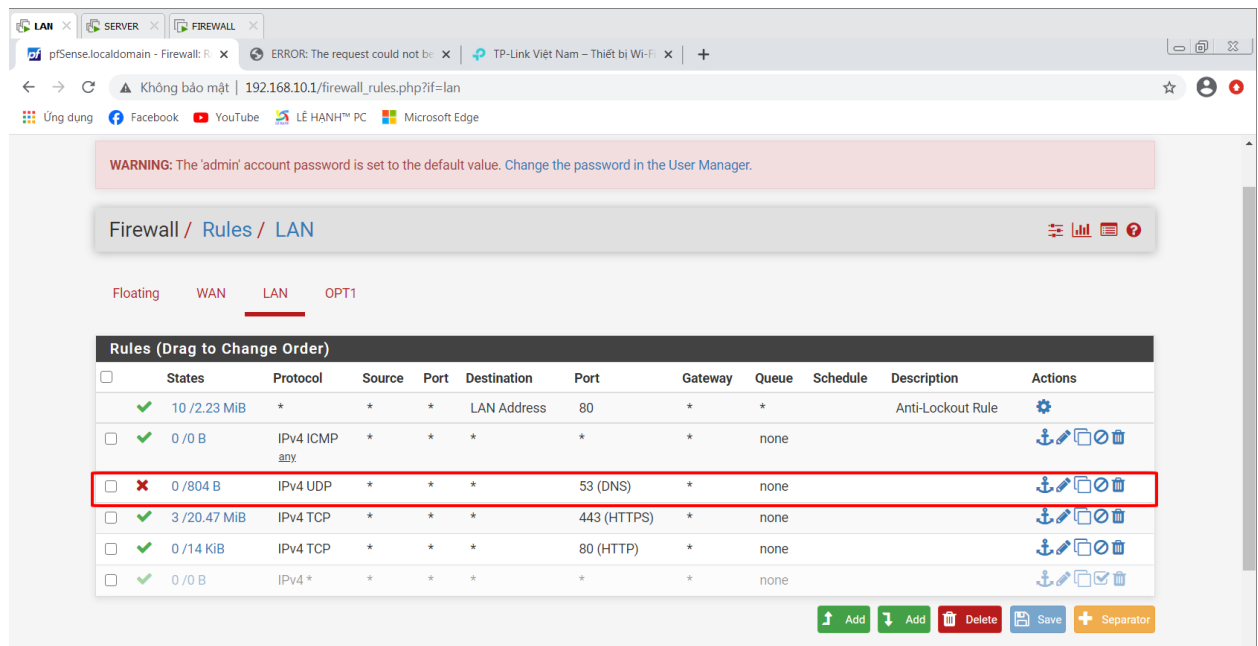 LAN SERVER FIREWALL
pfSense.localdomain - Firewall: R ERROR: The request could not be TP-Link Việt Nam – Thiết bị Wi-Fi
Không bảo mật | 192.168.10.1/firewall_rules.php?if=lan
Ứng dụng Facebook YouTube LÊ HẠNH™ PC Microsoft Edge
WARNING: The 'admin' account password is set to the default value. Change the password in the User Manager.
Firewall / Rules / LAN
Floating WAN LAN OPT1
Rules (Drag to Change Order)
States Protocol Source Port Destination Port Gateway Queue Schedule Description Actions
10 /2.23 MiB * * * LAN Address 80 * * Anti-Lockout Rule
0 /0 B IPv4 ICMP * * * * * none
any
0 /804 B IPv4 UDP * * * 53 (DNS) * none
3 /20.47 MiB IPv4 TCP * * * 443 (HTTPS) * none
0 /14 KiB IPv4 TCP * * * 80 (HTTP) * none
0 /0 B IPv4 * * * * * * none
Add Add Delete Save Separator